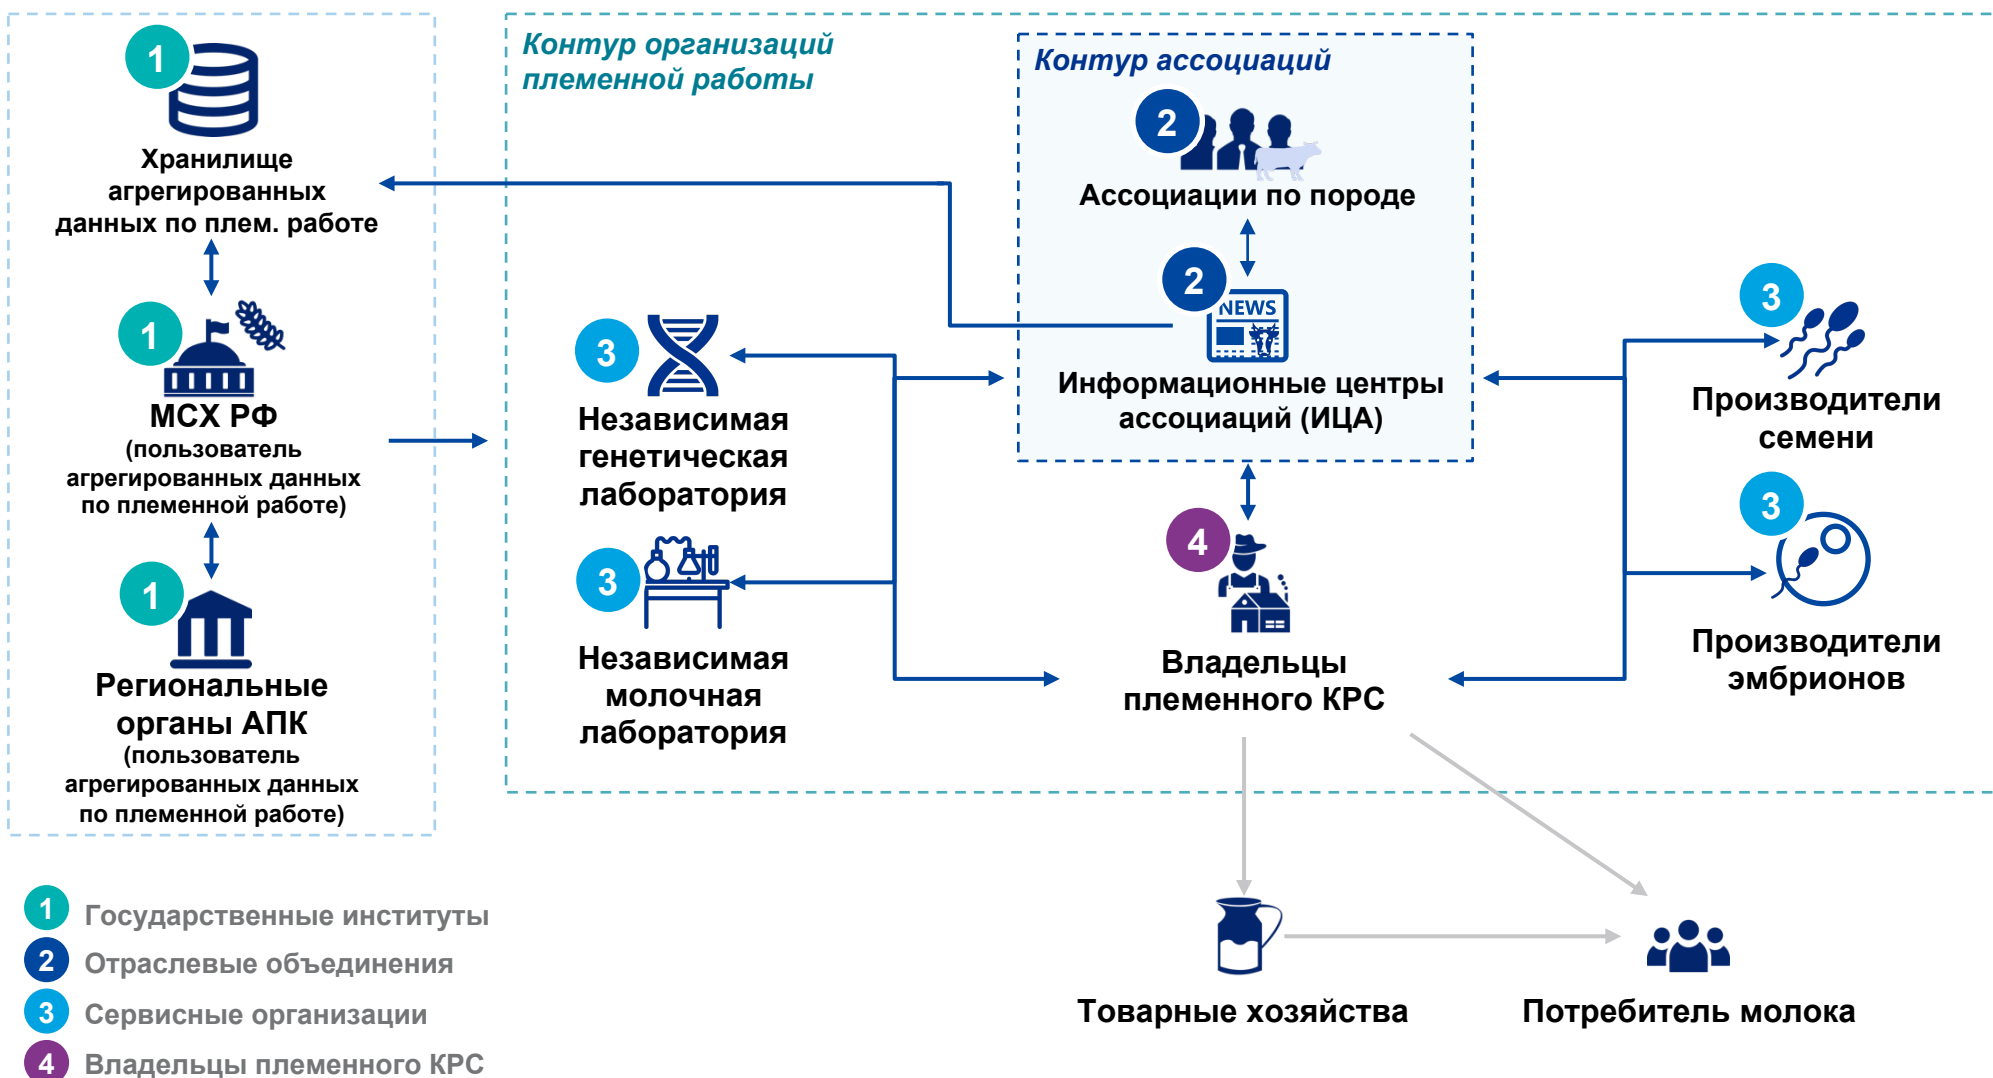 1
Хранилище
агрегированных
данных по плем. работе
1
МСХ РФ
(пользователь
агрегированных данных
по племенной работе)
1
Региональные
органы АПК
(пользователь
агрегированных данных
по племенной работе)
Контур организаций
племенной работы
Контур ассоциаций
2
Ассоциации по породе
2
NEWS
Информационные центры
ассоциаций (ИЦА)
3
Независимая
генетическая
лаборатория
3
Независимая
молочная
лаборатория
4
Владельцы
племенного КРС
3
Производители
семени
3
Производители
эмбрионов
Товарные хозяйства
Потребитель молока
1 Государственные институты
2 Отраслевые объединения
3 Сервисные организации
4 Владельцы племенного КРС